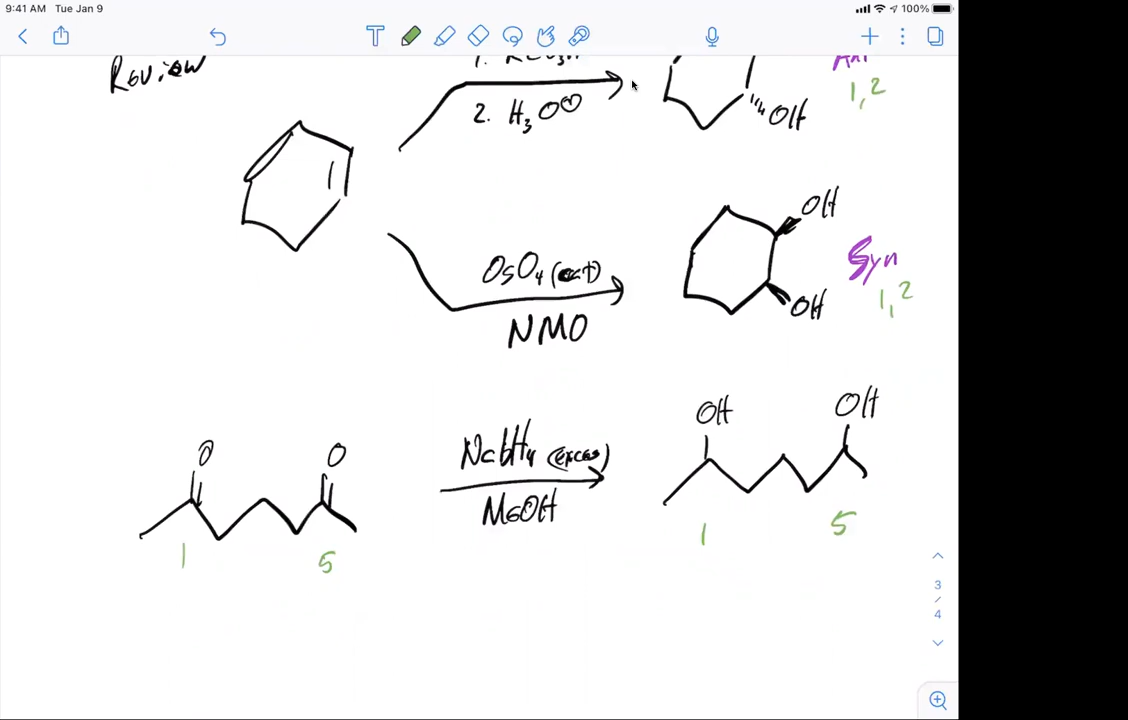 9:41 AM Tue Jan 9
100%
Review
2. H3O⊕
OH
1,2
OH
OH
Syn
1,2
OsO4 (cat)
NMO
O O
1 5
NabH4 (exces)
MeOH
OH OH
1 5
3
/
4